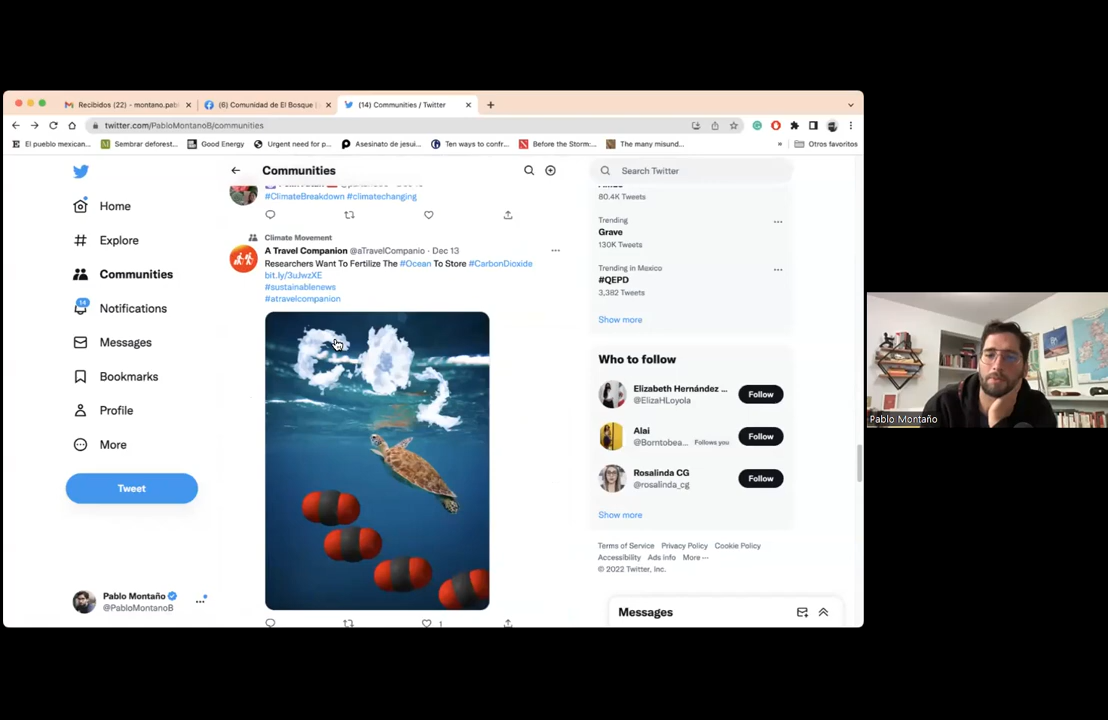 Recibidos (22) - montano.pat
(6) Comunidad de El Bosque
(14) Communities / Twitter
twitter.com/PabloMontanoB/communities
El pueblo mexican...
Sembrar deforest...
Good Energy
Urgent need for p...
Asesinato de jesui...
Ten ways to confr...
Before the Storm:...
The many misund...
»
Otros favoritos
Home
Explore
Communities
14
Notifications
Messages
Bookmarks
Profile
More
Tweet
Pablo Montaño
@PabloMontanoB
Communities
#ClimateBreakdown #climatechanging
Climate Movement
A Travel Companion @aTravelCompanio · Dec 13
Researchers Want To Fertilize The #Ocean To Store #CarbonDioxide
bit.ly/3uJwzXE
#sustainablenews
#atravelcompanion
CO2
1
Search Twitter
80.4K Tweets
Trending
Grave
130K Tweets
Trending in Mexico
#QEPD
3,382 Tweets
Show more
Who to follow
Elizabeth Hernández ...
@ElizaHLoyola
Follow
Alai
@Borntobea... Follows you
Follow
Rosalinda CG
@rosalinda_cg
Follow
Show more
Terms of Service Privacy Policy Cookie Policy
Accessibility Ads info More ···
© 2022 Twitter, Inc.
Messages
Pablo Montaño